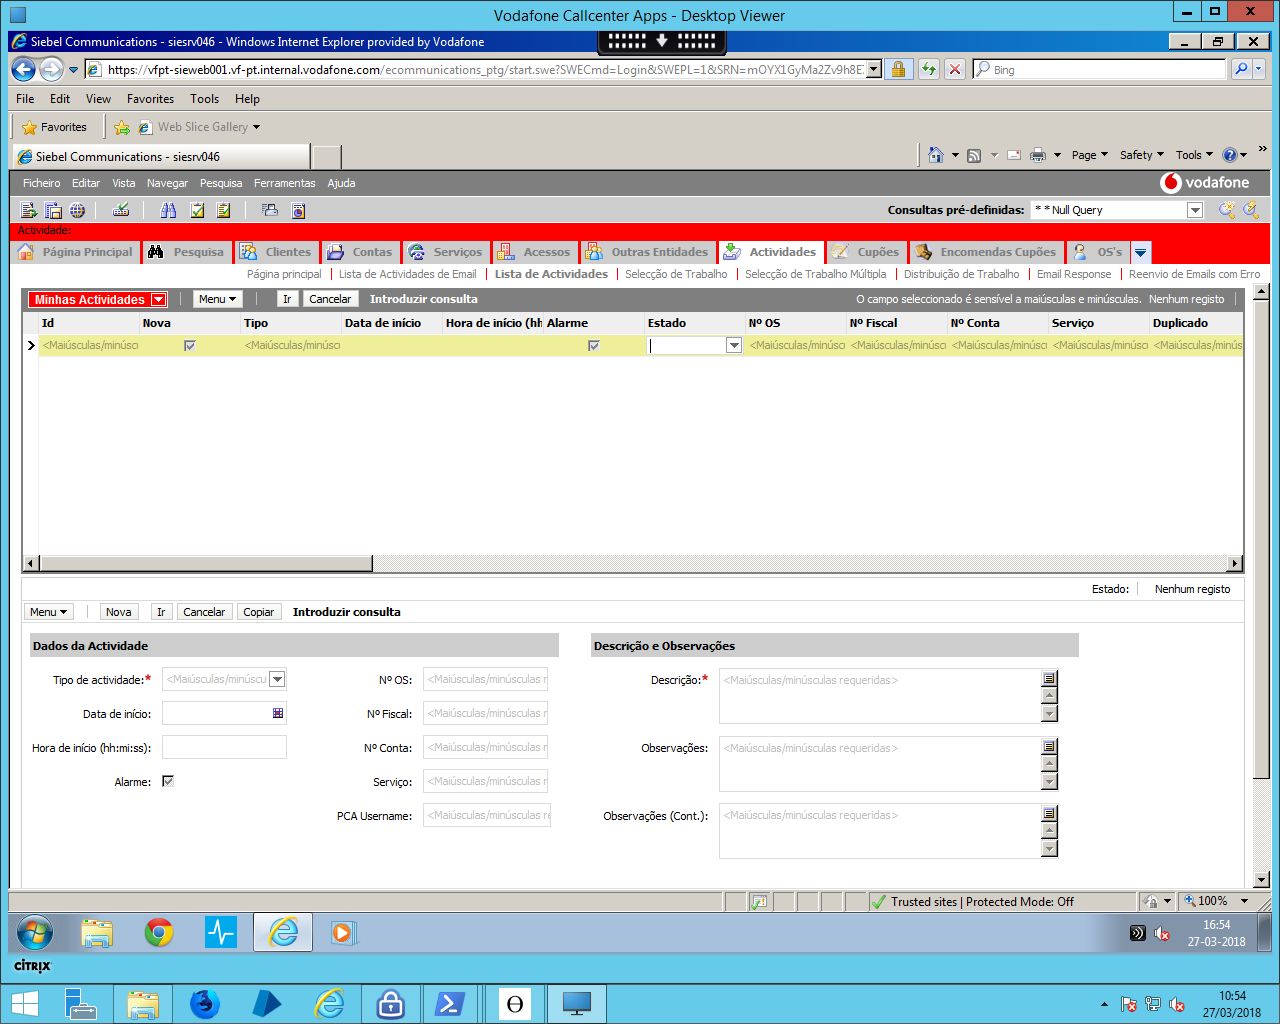 Vodafone Callcenter Apps - Desktop Viewer
Siebel Communications - siesrv046 - Windows Internet Explorer provided by Vodafone
https://vfpt-sieweb001.vf-pt.internal.vodafone.com/ecommunications_ptg/start.swe?SWECmd=Login&SWEPL=1&SRN=mOYX1GyMa2Zv9h8E
Bing
File Edit View Favorites Tools Help
Favorites Web Slice Gallery
Siebel Communications - siesrv046
Page Safety Tools
Ficheiro Editar Vista Navegar Pesquisa Ferramentas Ajuda
vodafone
Consultas pré-definidas: * * Null Query
Actividade:
Página Principal Pesquisa Clientes Contas Serviços Acessos Outras Entidades Actividades Cupões Encomendas Cupões OS's
Página principal Lista de Actividades de Email Lista de Actividades Selecção de Trabalho Selecção de Trabalho Múltipla Distribuição de Trabalho Email Response Reenvio de Emails com Erro
Minhas Actividades Menu Ir Cancelar Introduzir consulta O campo seleccionado é sensível a maiúsculas e minúsculas. Nenhum registo
Id Nova Tipo Data de início Hora de início (hh Alarme Estado Nº OS Nº Fiscal Nº Conta Serviço Duplicado
<Maiúsculas/minúscu <Maiúsculas/minúscu <Maiúsculas/minúscu <Maiúsculas/minúscu <Maiúsculas/minúscu <Maiúsculas/minúscu <Maiúsculas/minús
Estado: Nenhum registo
Menu Nova Ir Cancelar Copiar Introduzir consulta
Dados da Actividade Descrição e Observações
Tipo de actividade:* <Maiúsculas/minúscu Nº OS: <Maiúsculas/minúsculas r Descrição:* <Maiúsculas/minúsculas requeridas>
Data de início: Nº Fiscal: <Maiúsculas/minúsculas r
Hora de início (hh:mi:ss): Nº Conta: <Maiúsculas/minúsculas r Observações: <Maiúsculas/minúsculas requeridas>
Alarme: Serviço: <Maiúsculas/minúsculas r
PCA Username: <Maiúsculas/minúsculas re Observações (Cont.): <Maiúsculas/minúsculas requeridas>
Trusted sites | Protected Mode: Off 100%
16:54
27-03-2018
CITRIX
10:54
27/03/2018